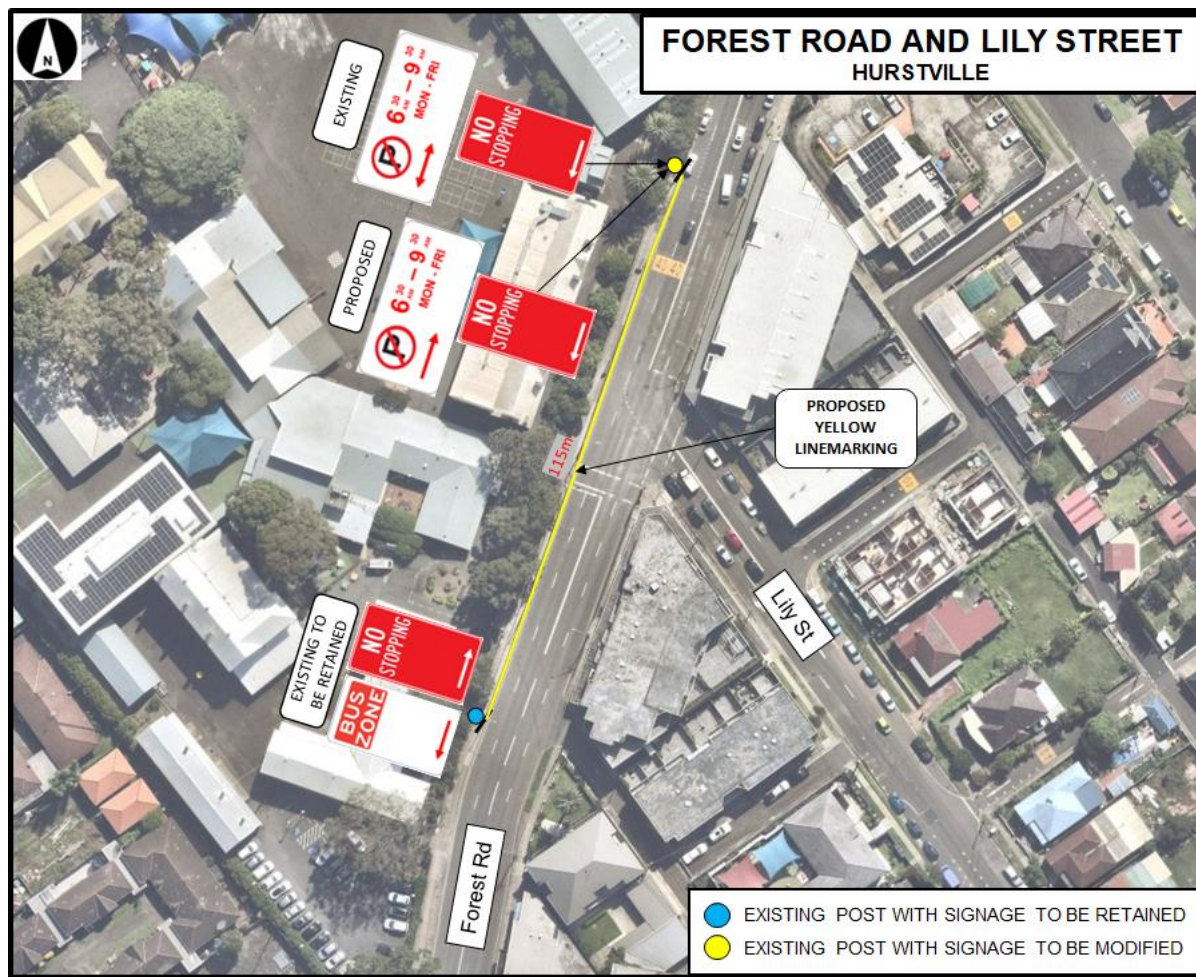 N
FOREST ROAD AND LILY STREET
HURSTVILLE
EXISTING
P
6 30 AM – 9 30 AM
MON - FRI
NO
STOPPING
PROPOSED
P
6 30 AM – 9 30 AM
MON - FRI
NO
STOPPING
PROPOSED
YELLOW
LINEMARKING
115m
EXISTING TO
BE RETAINED
NO
STOPPING
BUS
ZONE
Lily St
Forest Rd
EXISTING POST WITH SIGNAGE TO BE RETAINED
EXISTING POST WITH SIGNAGE TO BE MODIFIED